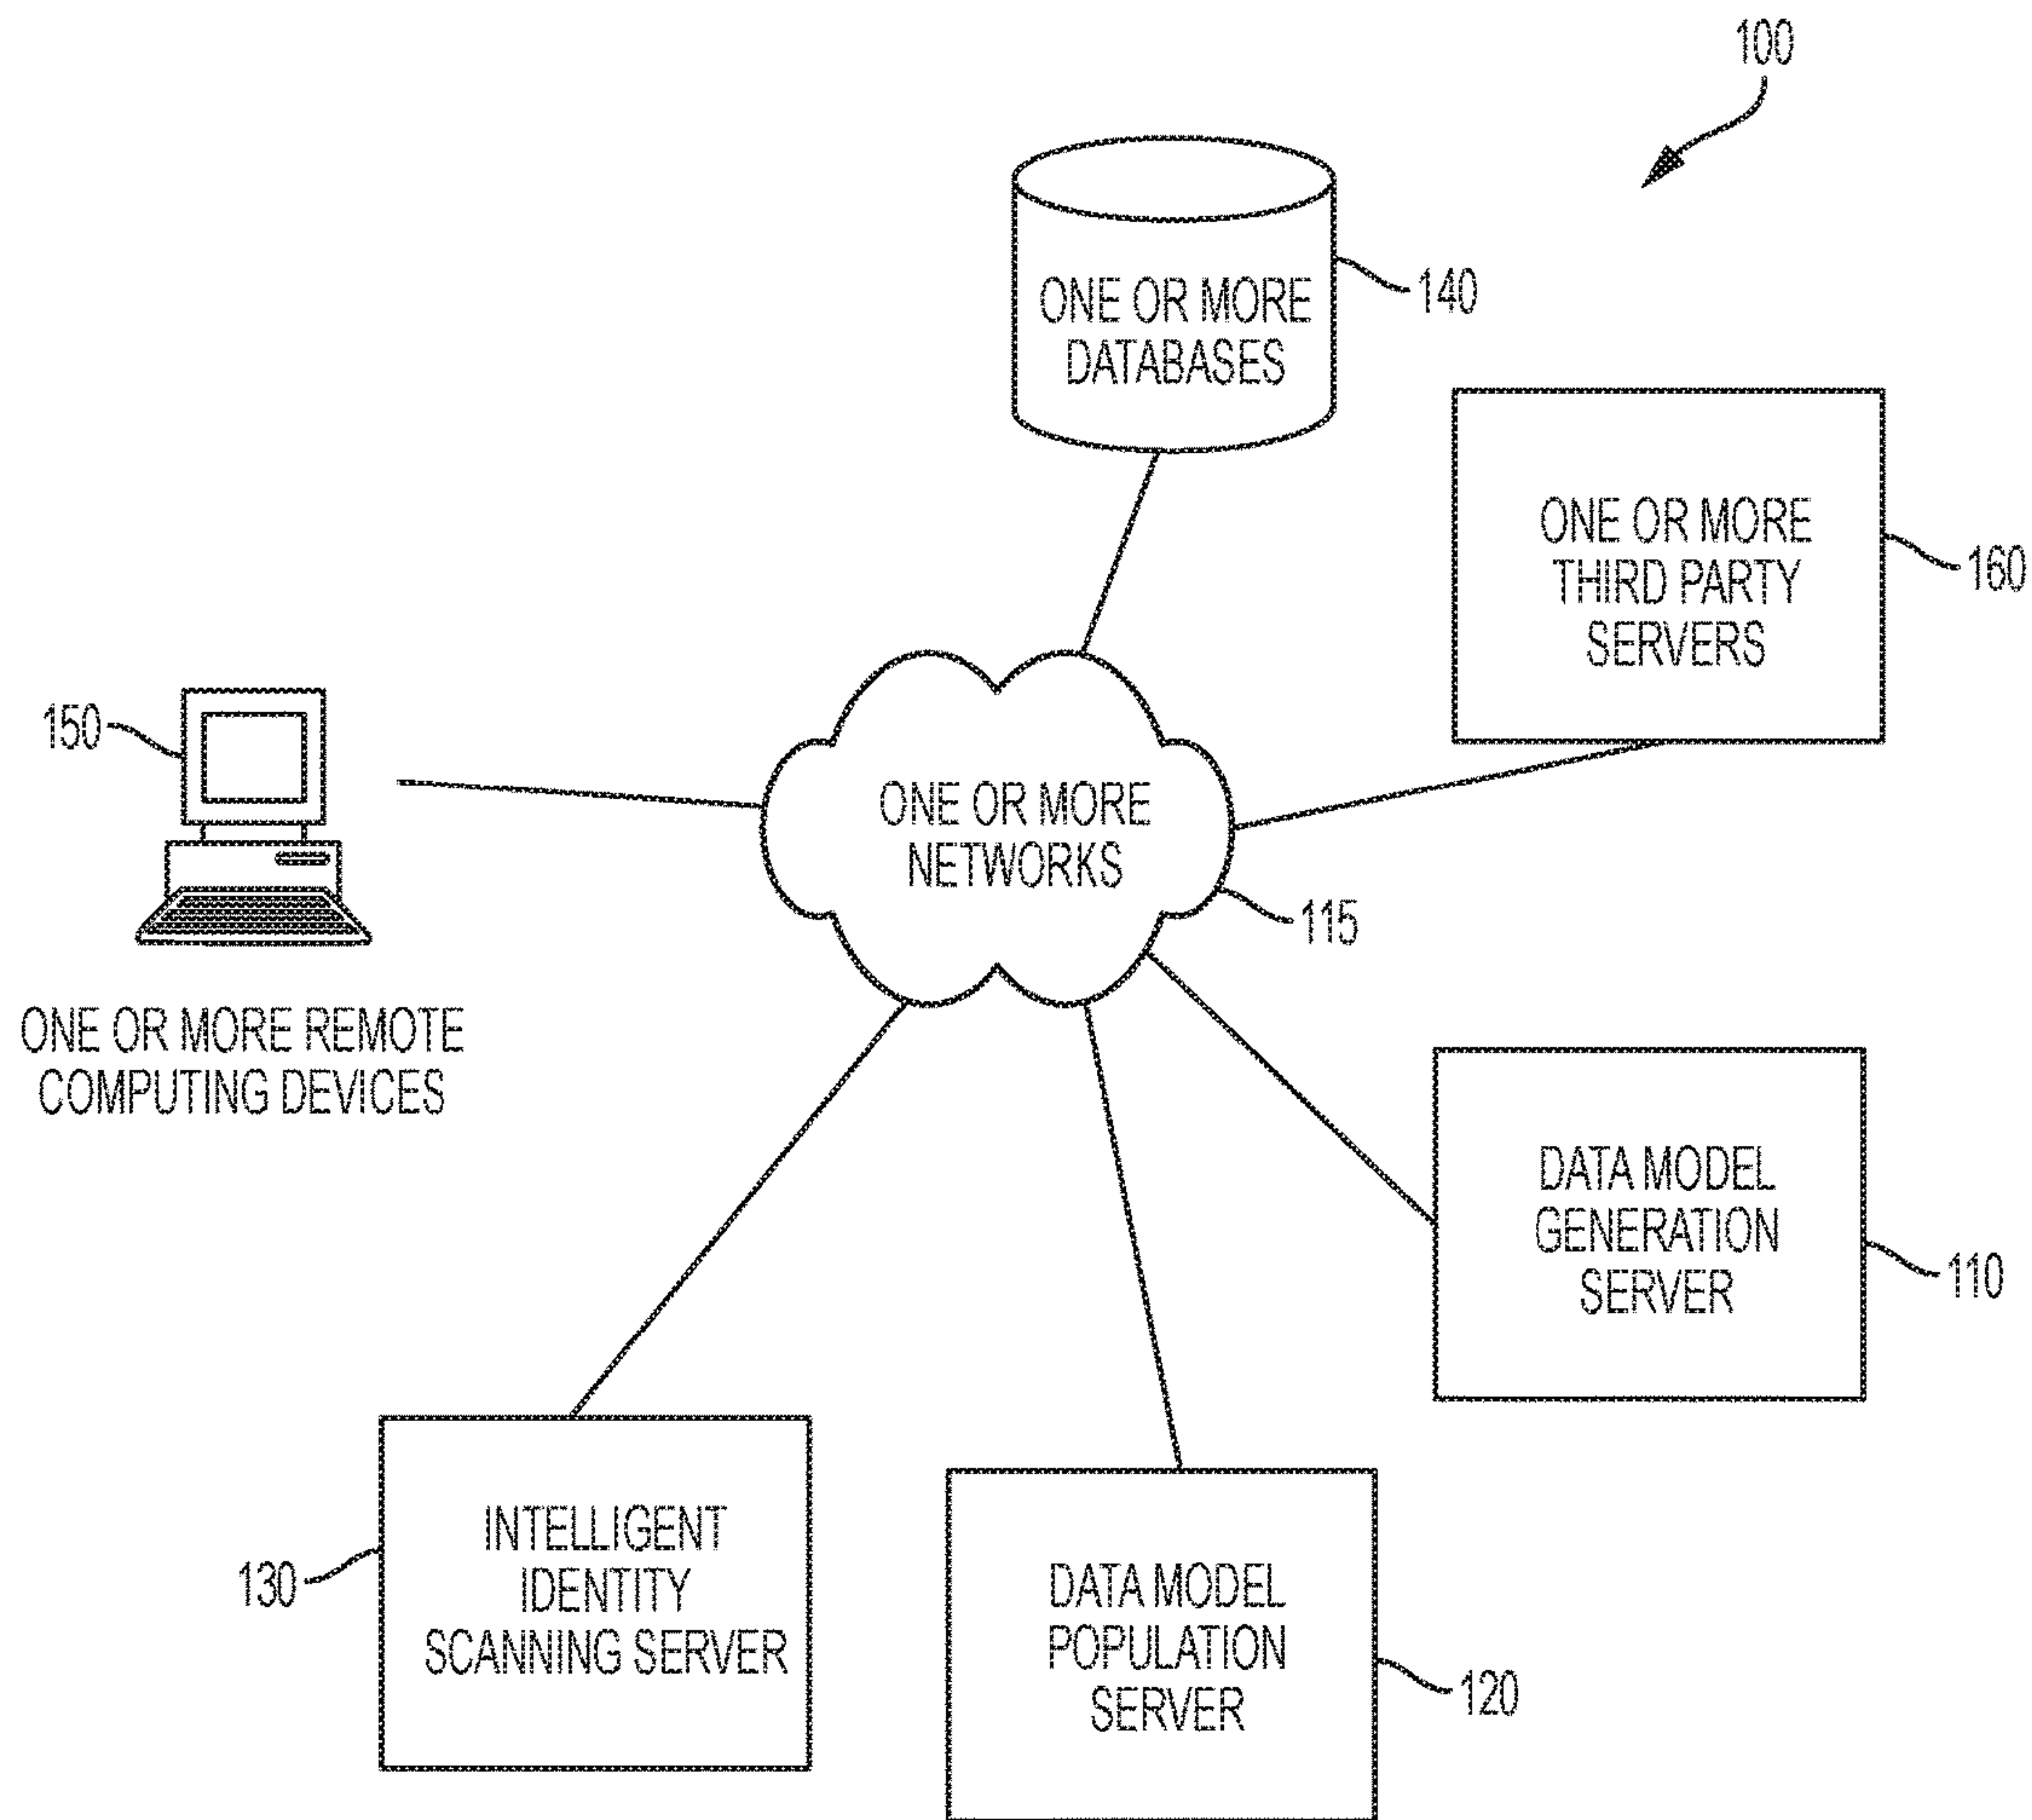 100
ONE OR MORE
DATABASES
140
ONE OR MORE
THIRD PARTY
SERVERS
160
150
ONE OR MORE
NETWORKS
115
ONE OR MORE REMOTE
COMPUTING DEVICES
DATA MODEL
GENERATION
SERVER
110
INTELLIGENT
IDENTITY
SCANNING SERVER
130
DATA MODEL
POPULATION
SERVER
120